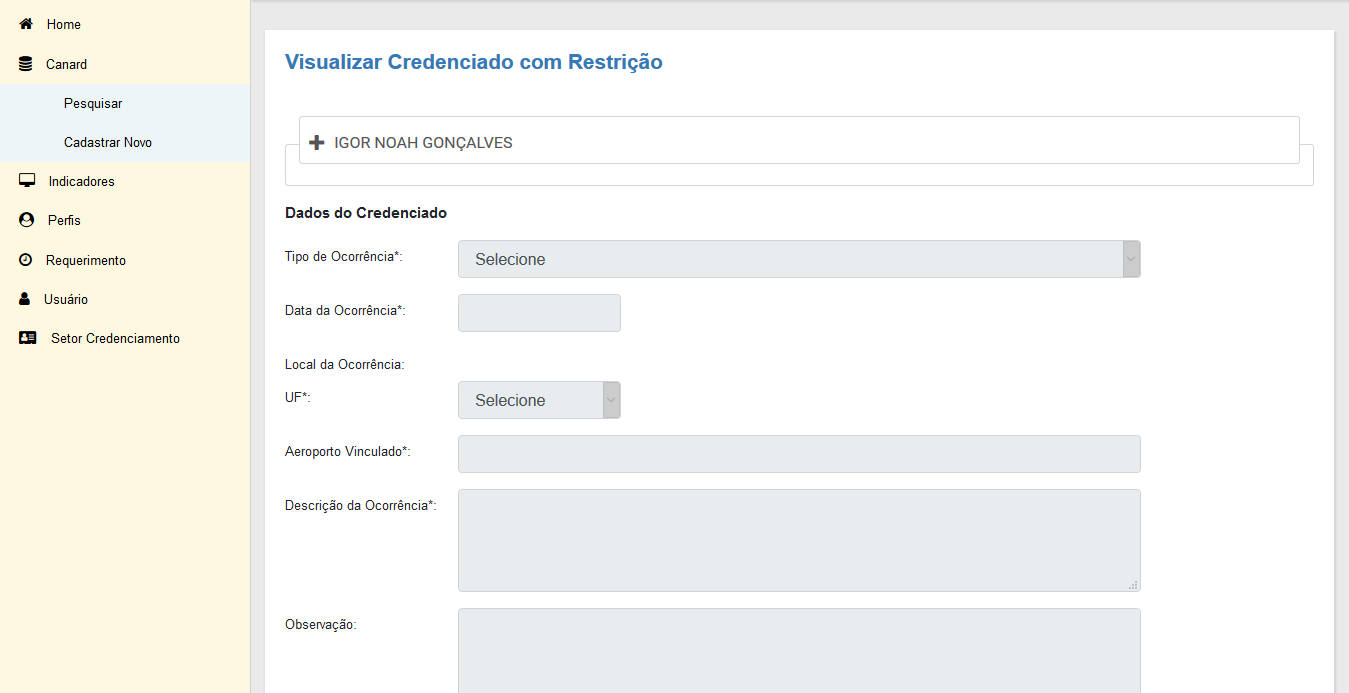 Home
Canard
Pesquisar
Cadastrar Novo
Indicadores
Perfis
Requerimento
Usuário
Setor Credenciamento
Visualizar Credenciado com Restrição
IGOR NOAH GONÇALVES
Dados do Credenciado
Tipo de Ocorrência*:
Selecione
Data da Ocorrência*:
Local da Ocorrência:
UF*:
Selecione
Aeroporto Vinculado*:
Descrição da Ocorrência*:
Observação: